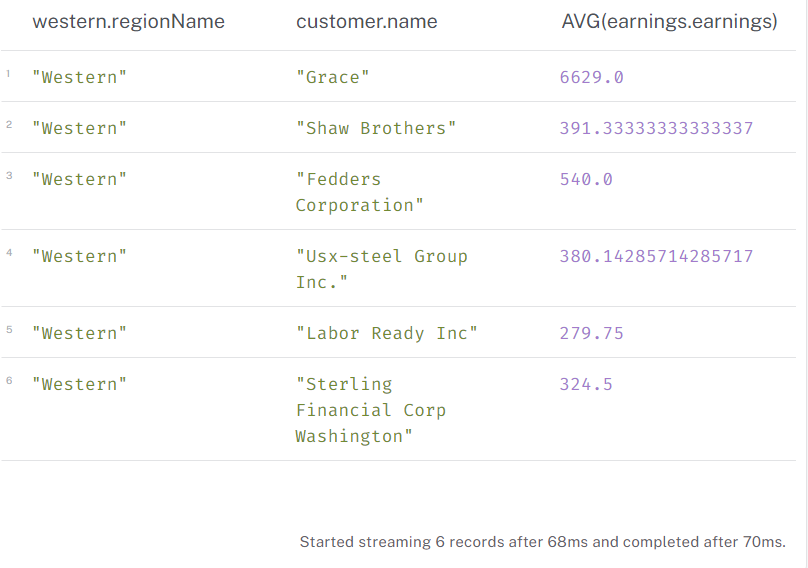 western.regionName customer.name AVG(earnings.earnings)
1 "Western" "Grace" 6629.0
2 "Western" "Shaw Brothers" 391.33333333333337
3 "Western" "Fedders 540.0
Corporation"
4 "Western" "Usx-steel Group 380.14285714285717
Inc."
5 "Western" "Labor Ready Inc" 279.75
6 "Western" "Sterling 324.5
Financial Corp
Washington"
Started streaming 6 records after 68ms and completed after 70ms.